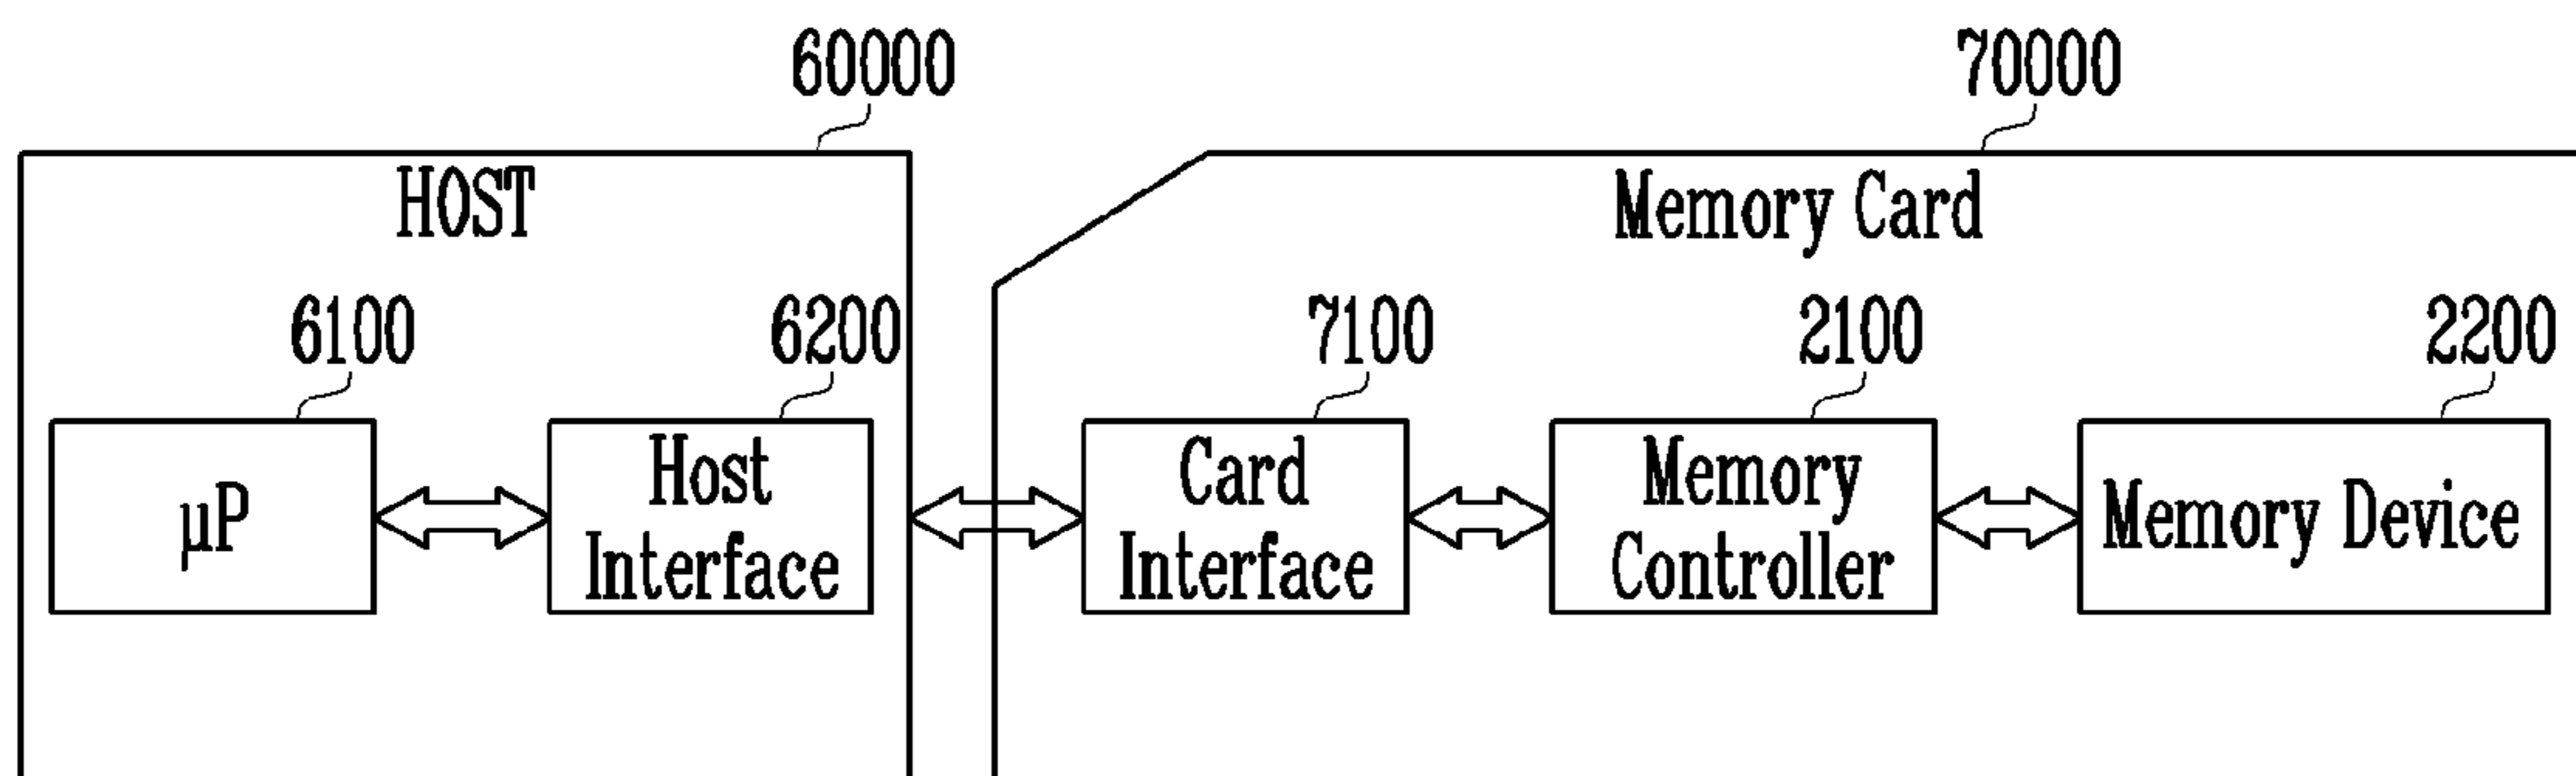 60000
70000
HOST
Memory Card
6100
6200
7100
2100
2200
μP
Host
Interface
Card
Interface
Memory
Controller
Memory Device